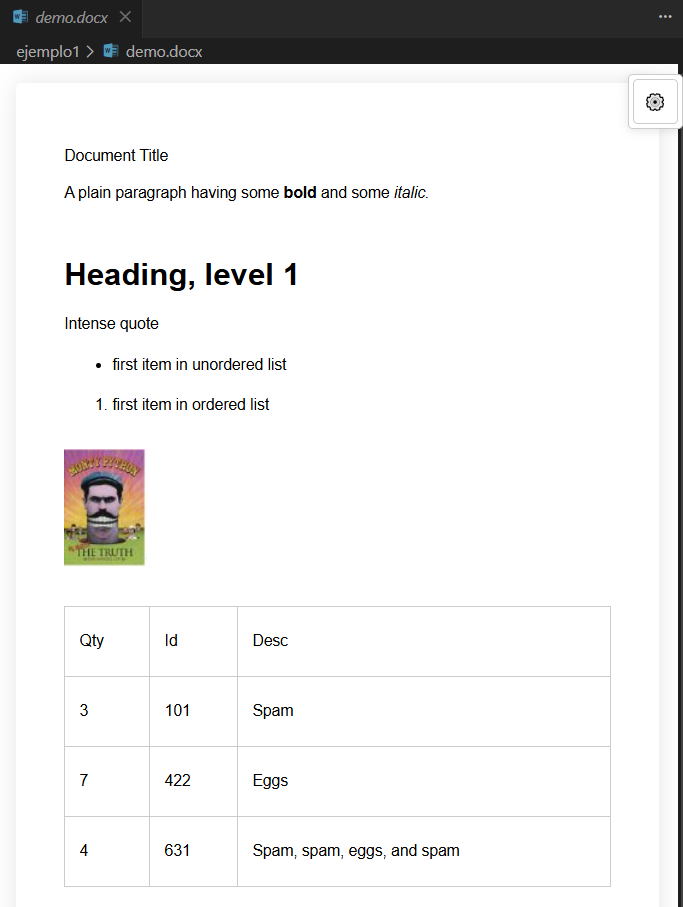 demo.docx
ejemplo1 > demo.docx
Document Title
A plain paragraph having some bold and some italic.
Heading, level 1
Intense quote
• first item in unordered list
1. first item in ordered list
MONTY PYTHON
THE TRUTH
Qty Id Desc
3 101 Spam
7 422 Eggs
4 631 Spam, spam, eggs, and spam